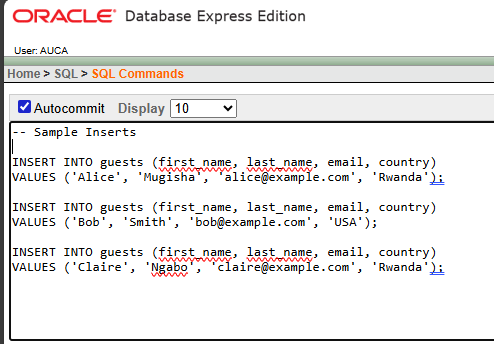 ORACLE® Database Express Edition
User: AUCA
Home > SQL > SQL Commands
Autocommit Display 10
-- Sample Inserts
INSERT INTO guests (first_name, last_name, email, country)
VALUES ('Alice', 'Mugisha', 'alice@example.com', 'Rwanda');
INSERT INTO guests (first_name, last_name, email, country)
VALUES ('Bob', 'Smith', 'bob@example.com', 'USA');
INSERT INTO guests (first_name, last_name, email, country)
VALUES ('Claire', 'Ngabo', 'claire@example.com', 'Rwanda');